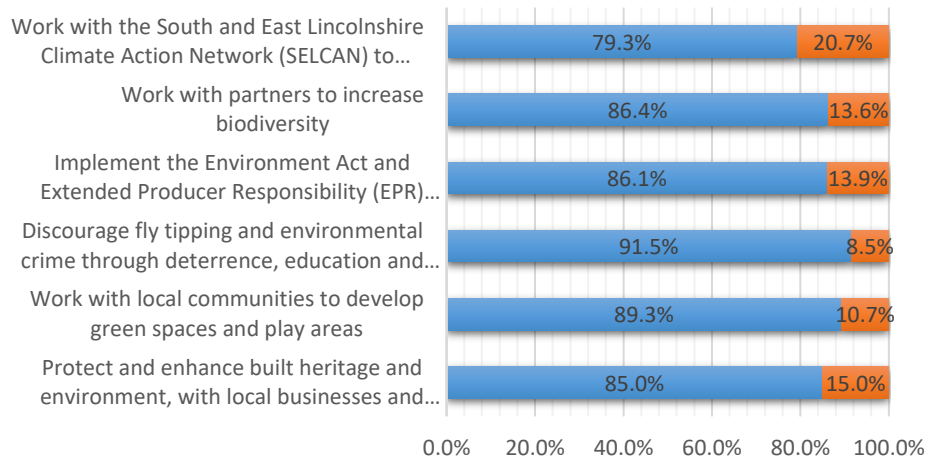 Work with the South and East Lincolnshire
Climate Action Network (SELCAN) to…
79.3%
20.7%
Work with partners to increase
biodiversity
86.4%
13.6%
Implement the Environment Act and
Extended Producer Responsibility (EPR)…
86.1%
13.9%
Discourage fly tipping and environmental
crime through deterrence, education and…
91.5%
8.5%
Work with local communities to develop
green spaces and play areas
89.3%
10.7%
Protect and enhance built heritage and
environment, with local businesses and…
85.0%
15.0%
0.0% 20.0% 40.0% 60.0% 80.0% 100.0%